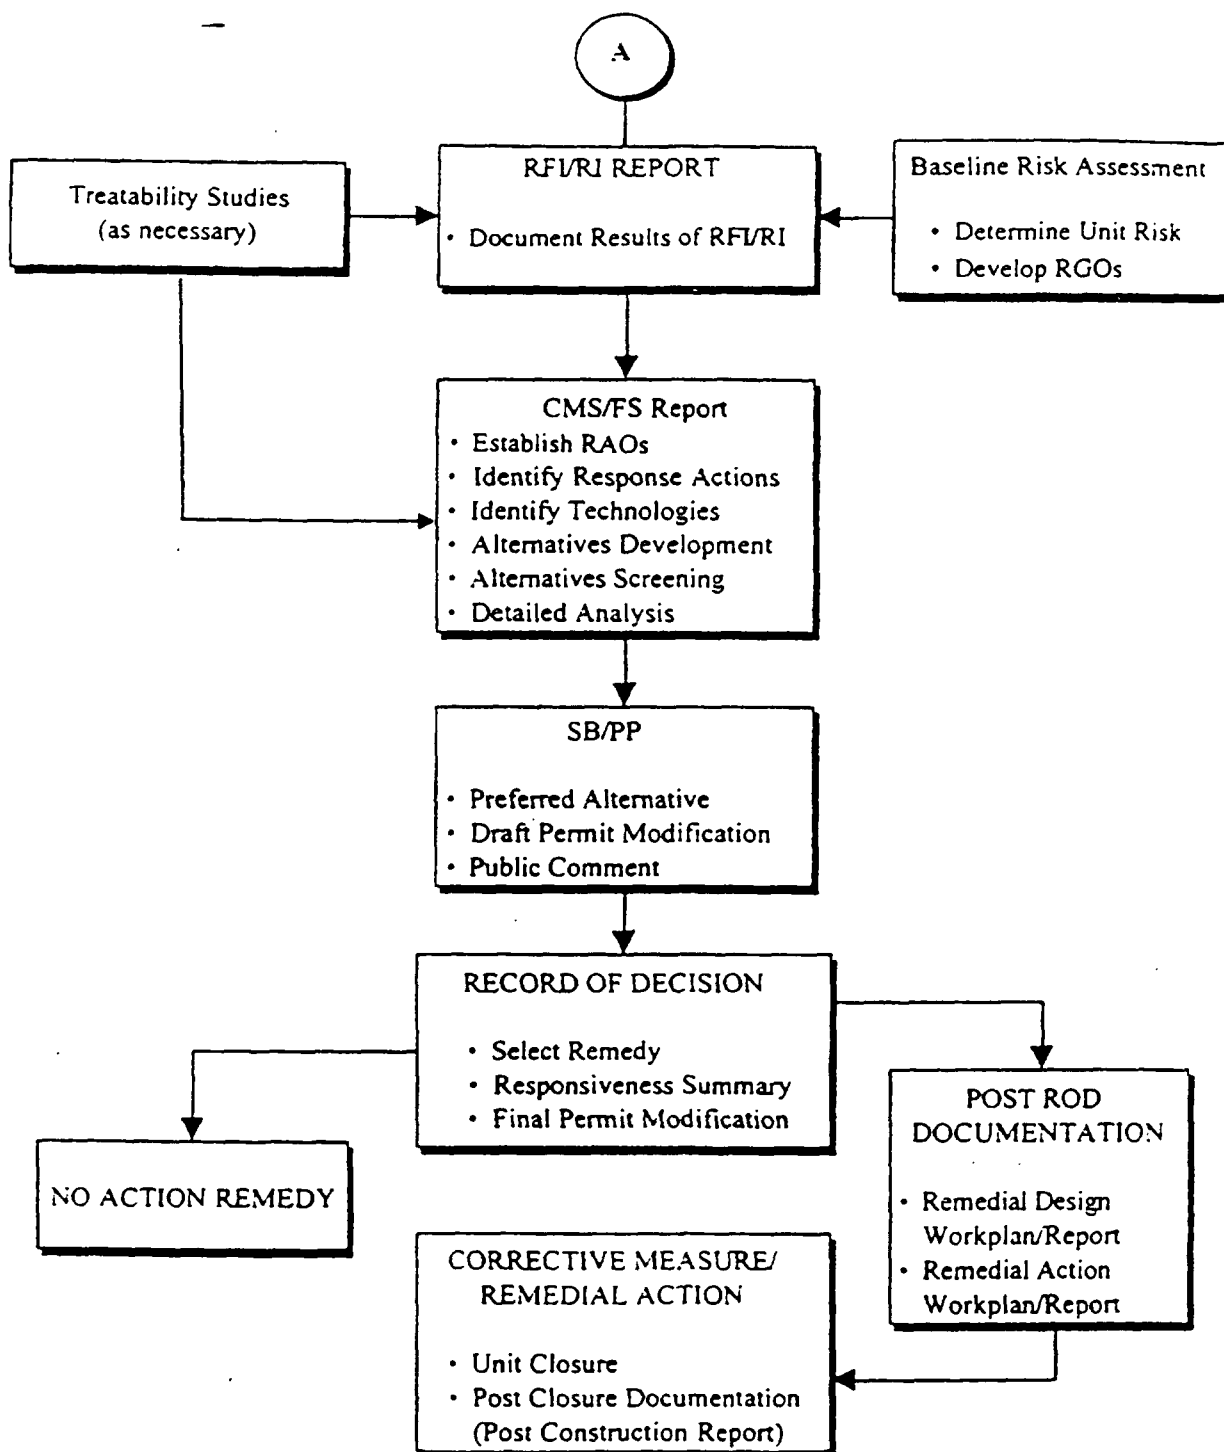 A
Treatability Studies
(as necessary)
RFI/RI REPORT
• Document Results of RFI/RI
Baseline Risk Assessment
• Determine Unit Risk
• Develop RGOs
CMS/FS Report
• Establish RAOs
• Identify Response Actions
• Identify Technologies
• Alternatives Development
• Alternatives Screening
• Detailed Analysis
SB/PP
• Preferred Alternative
• Draft Permit Modification
• Public Comment
RECORD OF DECISION
• Select Remedy
• Responsiveness Summary
• Final Permit Modification
NO ACTION REMEDY
POST ROD
DOCUMENTATION
• Remedial Design
Workplan/Report
• Remedial Action
Workplan/Report
CORRECTIVE MEASURE/
REMEDIAL ACTION
• Unit Closure
• Post Closure Documentation
(Post Construction Report)